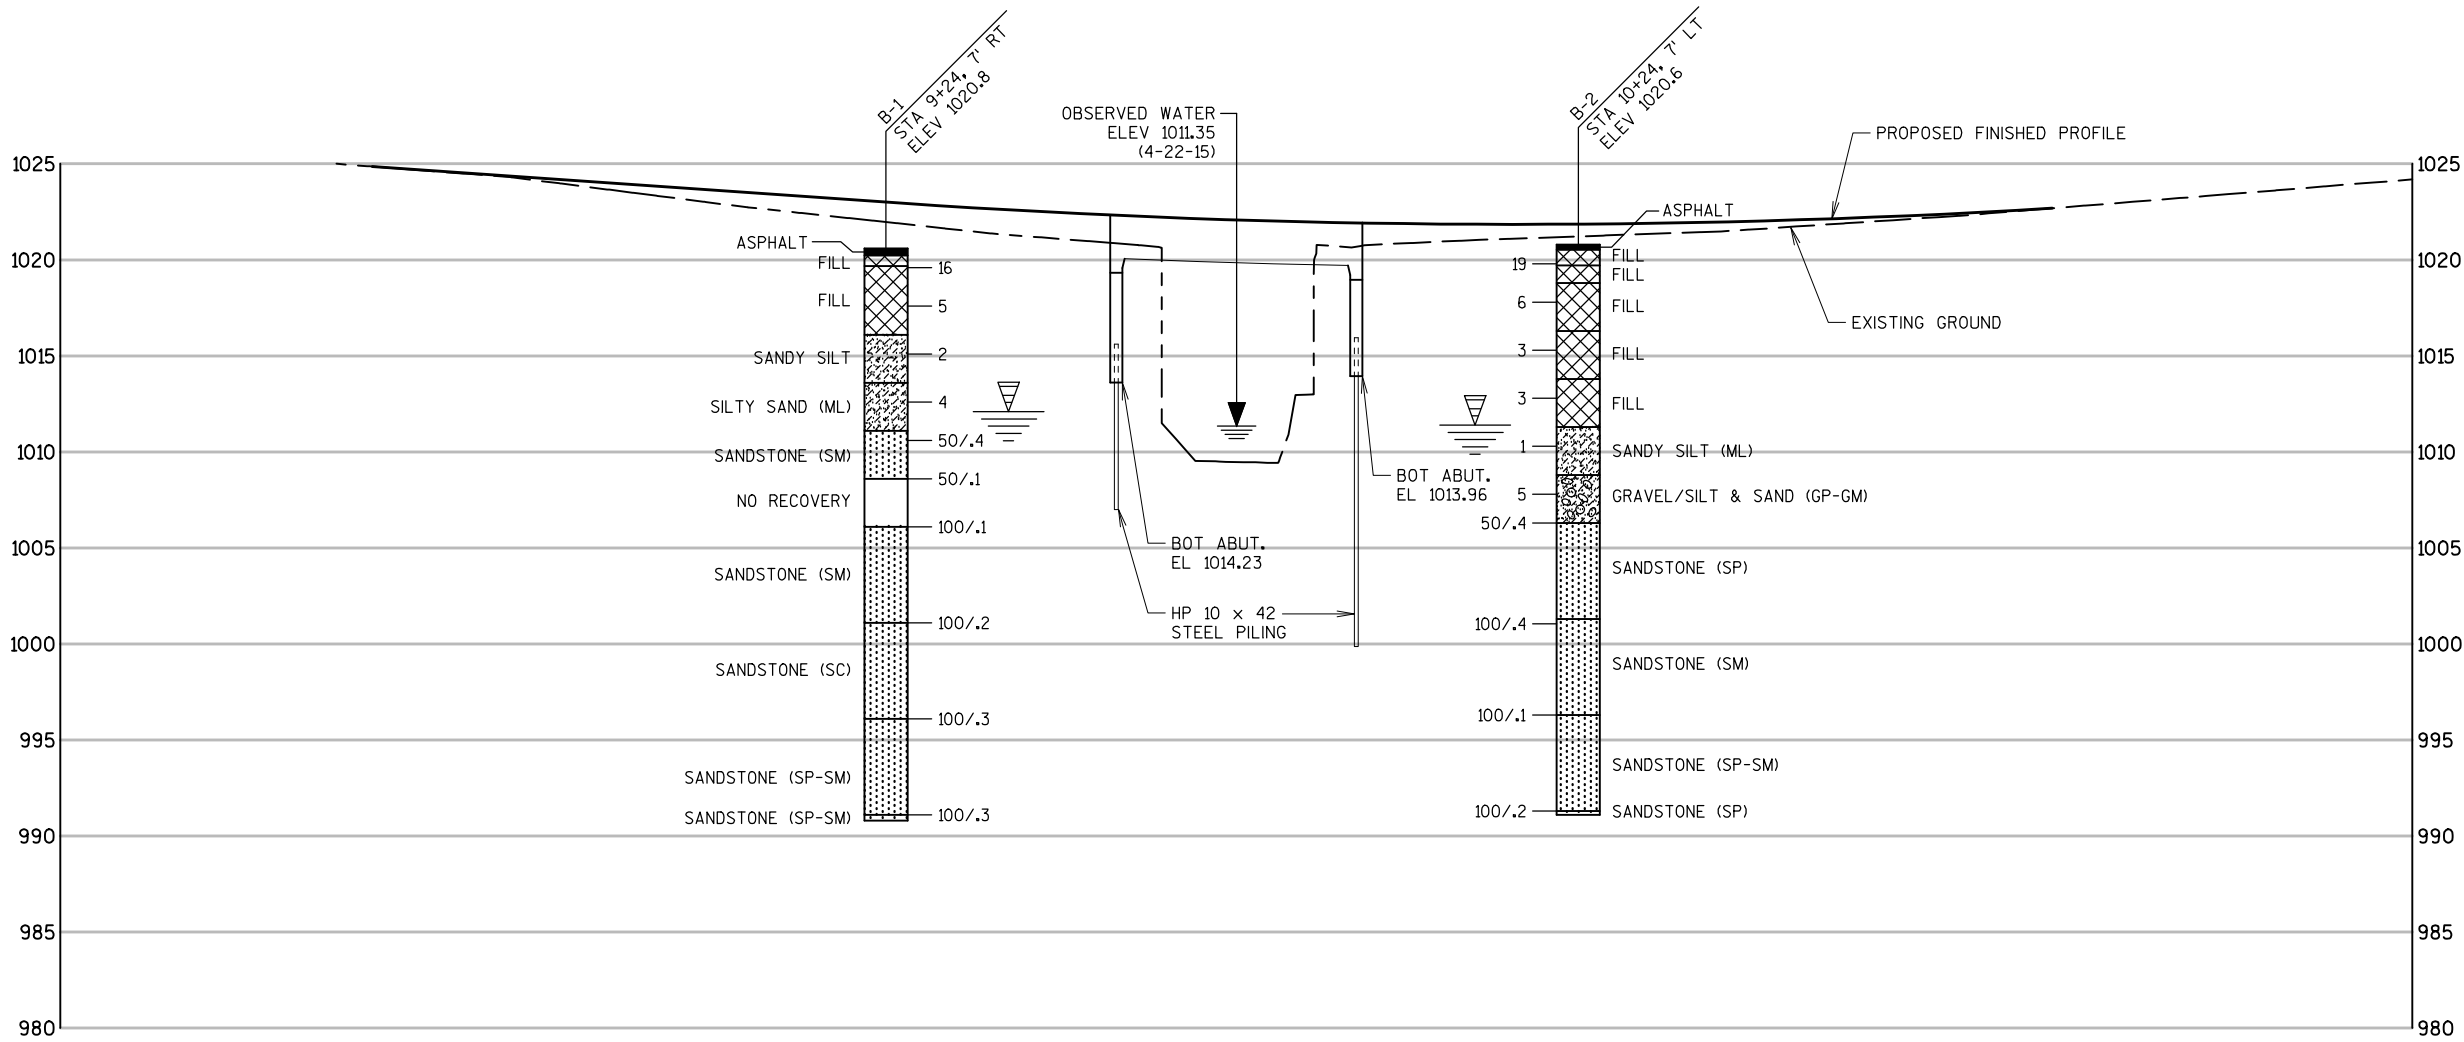 B-1
STA 9+24, 7' RT
ELEV 1020.8
OBSERVED WATER
ELEV 1011.35
(4-22-15)
B-2
STA 10+24, 7' LT
ELEV 1020.6
PROPOSED FINISHED PROFILE
ASPHALT
EXISTING GROUND
1025
1020
1015
1010
1005
1000
995
990
985
980
ASPHALT
FILL
FILL
SANDY SILT
SILTY SAND (ML)
SANDSTONE (SM)
NO RECOVERY
SANDSTONE (SM)
SANDSTONE (SC)
SANDSTONE (SP-SM)
SANDSTONE (SP-SM)
16
5
2
4
50/.4
50/.1
100/.1
100/.2
100/.3
100/.3
BOT ABUT.
EL 1014.23
HP 10 x 42
STEEL PILING
BOT ABUT.
EL 1013.96
19
6
3
3
1
5
50/.4
100/.4
100/.1
100/.2
FILL
FILL
FILL
FILL
FILL
SANDY SILT (ML)
GRAVEL/SILT & SAND (GP-GM)
SANDSTONE (SP)
SANDSTONE (SM)
SANDSTONE (SP-SM)
SANDSTONE (SP)
1025
1020
1015
1010
1005
1000
995
990
985
980